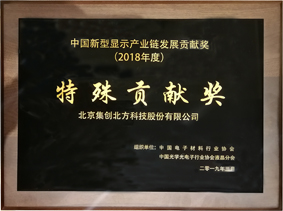 中国新型显示产业链发展贡献奖
（2018年度）
特殊贡献奖
北京集创北方科技股份有限公司
组织单位：中国电子材料行业协会
中国光学光电子行业协会液晶分会
二零一九年